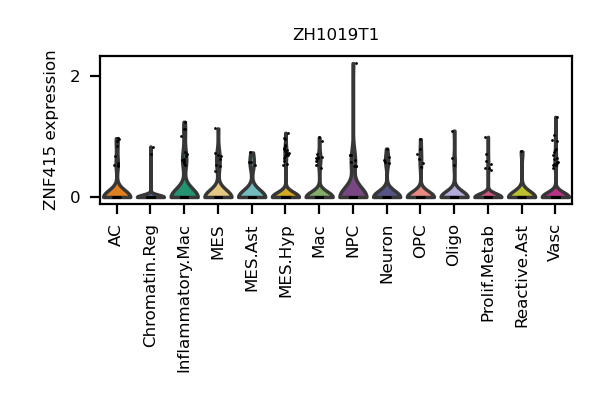 ZH1019T1
ZNF415 expression
2
0
AC
Chromatin.Reg
Inflammatory.Mac
MES
MES.Ast
MES.Hyp
Mac
NPC
Neuron
OPC
Oligo
Prolif.Metab
Reactive.Ast
Vasc